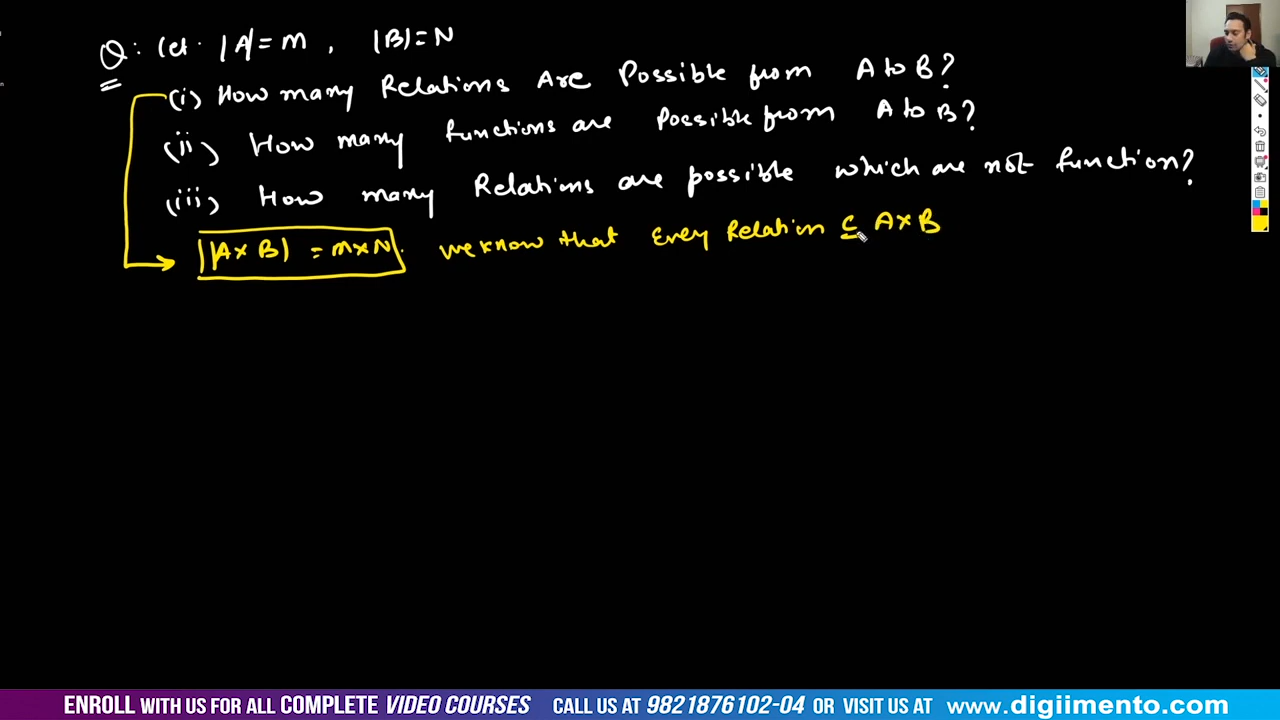 Q: Let |A| = M , |B| = N
(i) How many Relations Are Possible from A to B?
(ii) How many functions are possible from A to B?
(iii) How many Relations are possible which are not function?
|A × B| = M × N. We know that Every Relation ⊆ A × B
ENROLL WITH US FOR ALL COMPLETE VIDEO COURSES CALL US AT 9821876102-04 OR VISIT AT www.digiimento.com